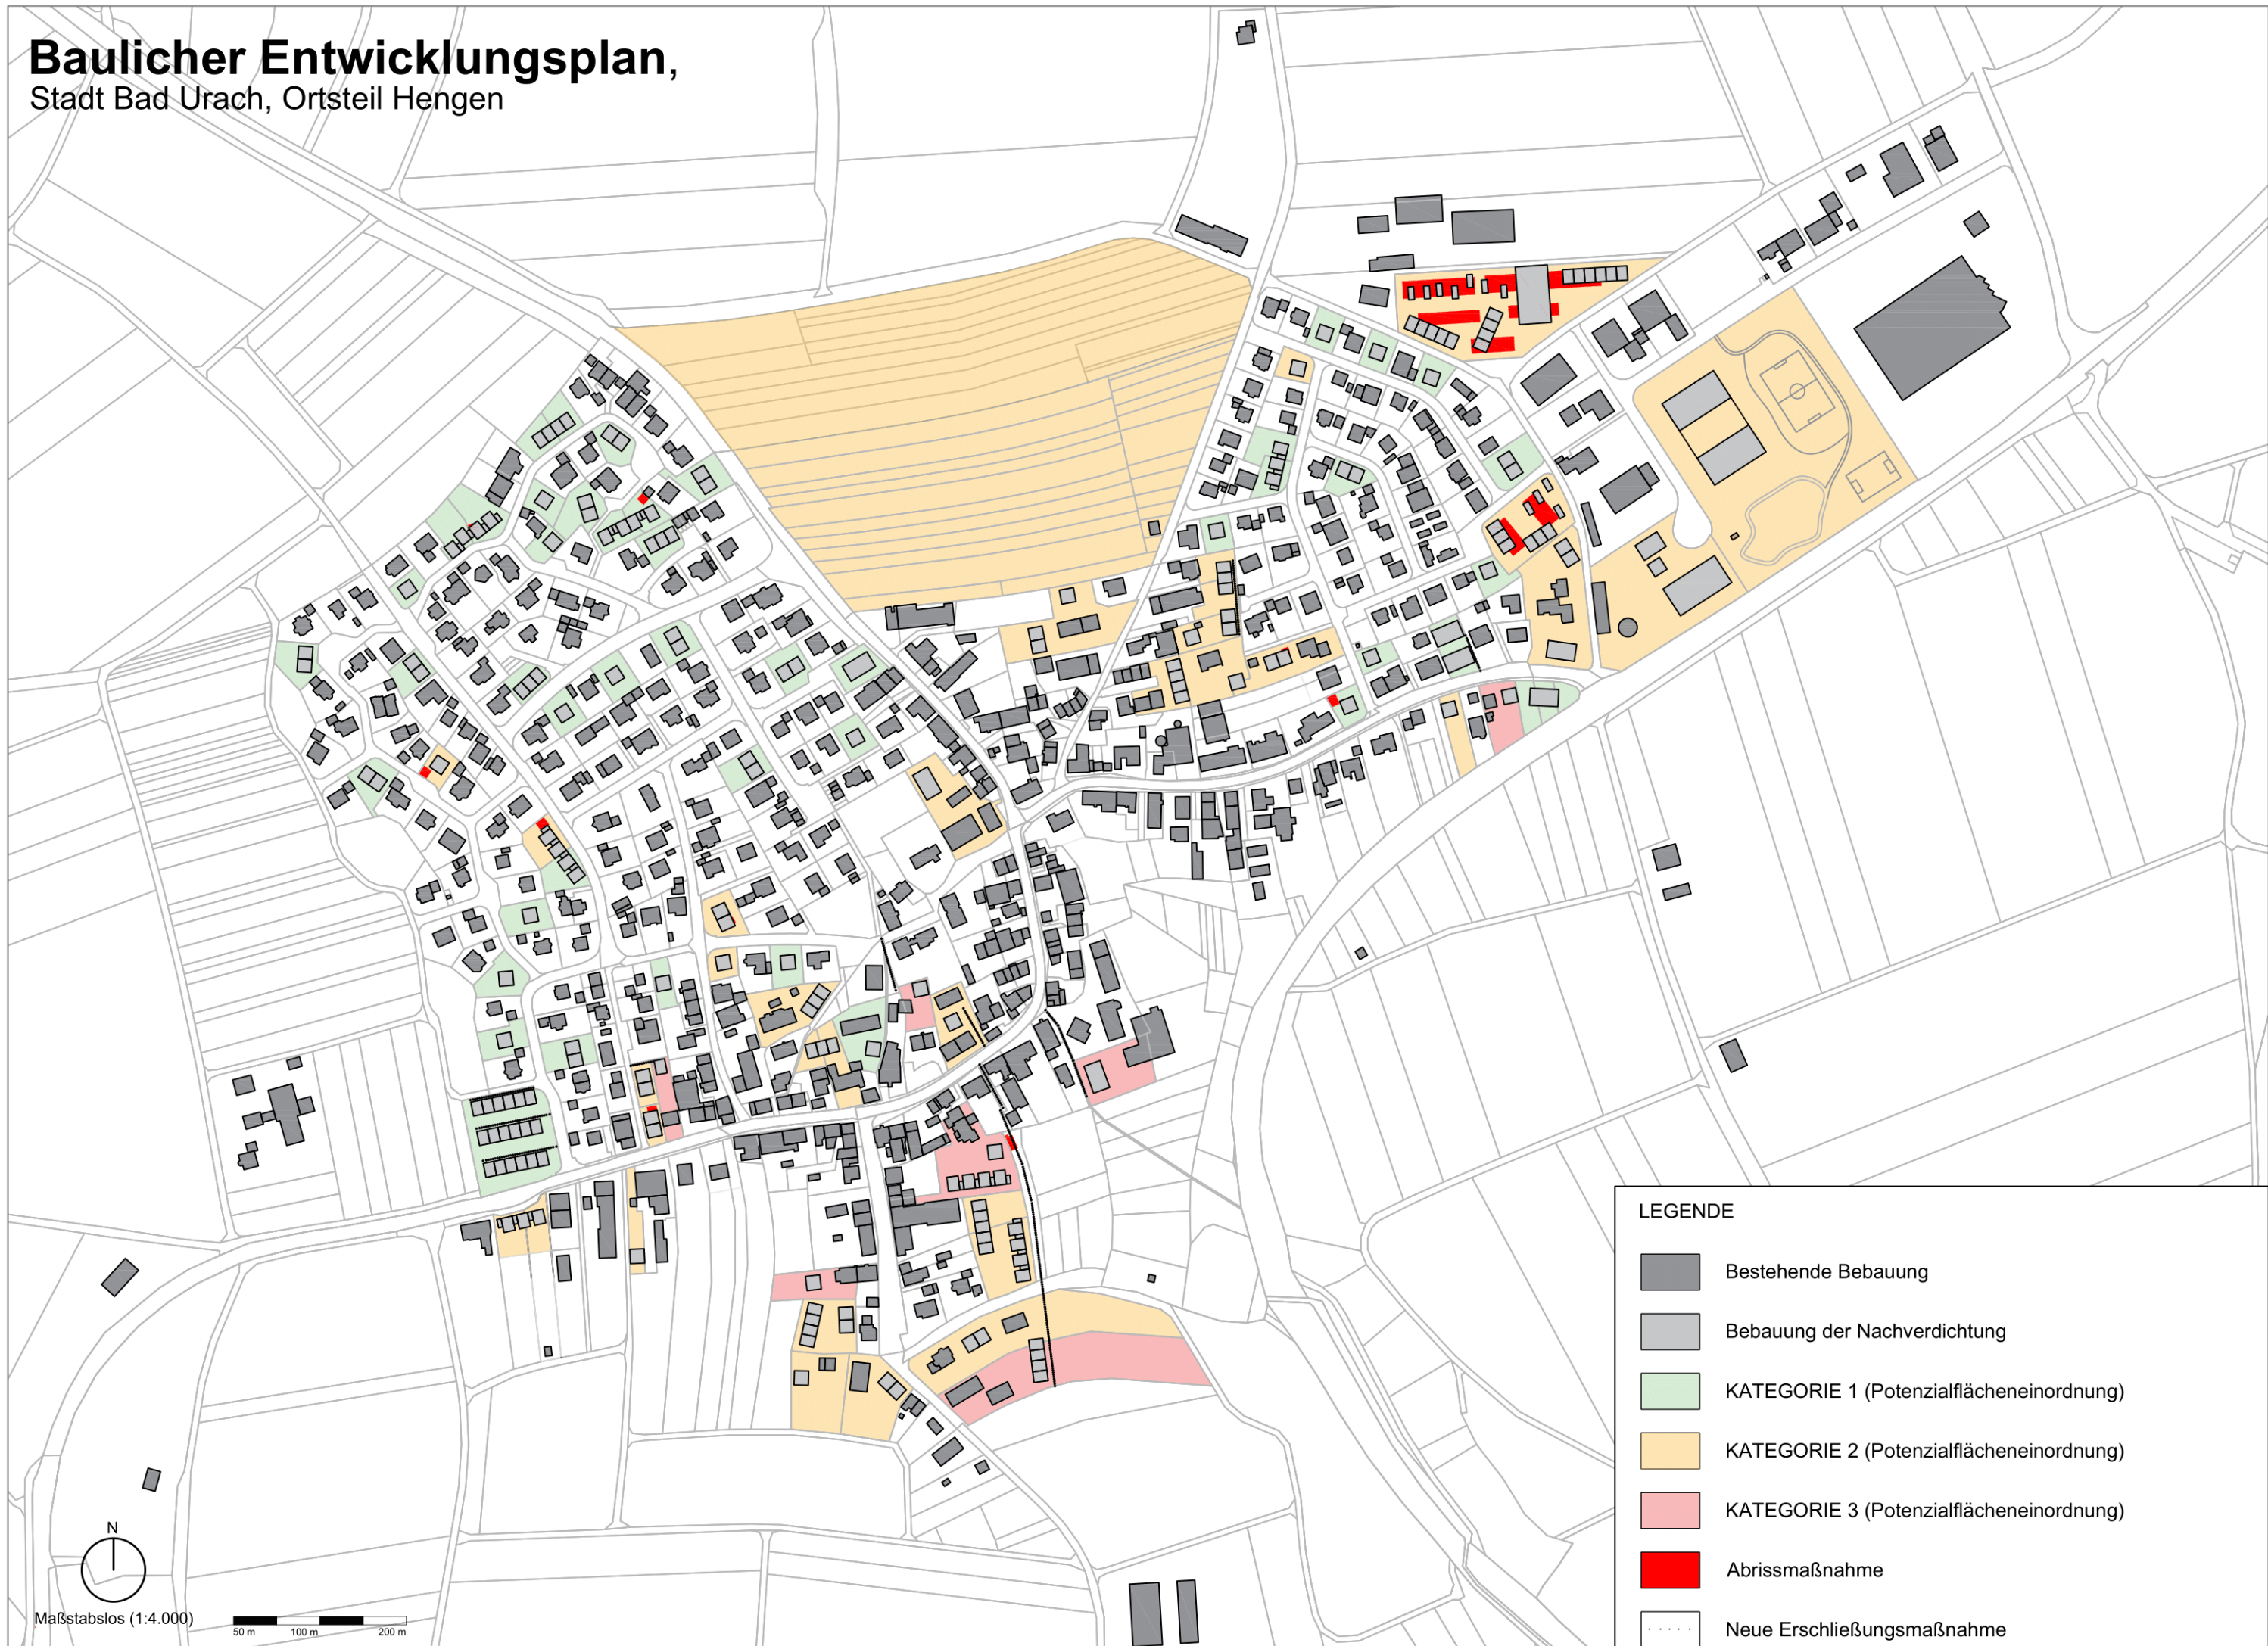 Baulicher Entwicklungsplan,
Stadt Bad Urach, Ortsteil Hengen
LEGENDE
Bestehende Bebauung
Bebauung der Nachverdichtung
KATEGORIE 1 (Potenzialflächeneinordnung)
KATEGORIE 2 (Potenzialflächeneinordnung)
KATEGORIE 3 (Potenzialflächeneinordnung)
Abrissmaßnahme
Neue Erschließungsmaßnahme
N
Maßstabslos (1:4.000)
50 m 100 m 200 m